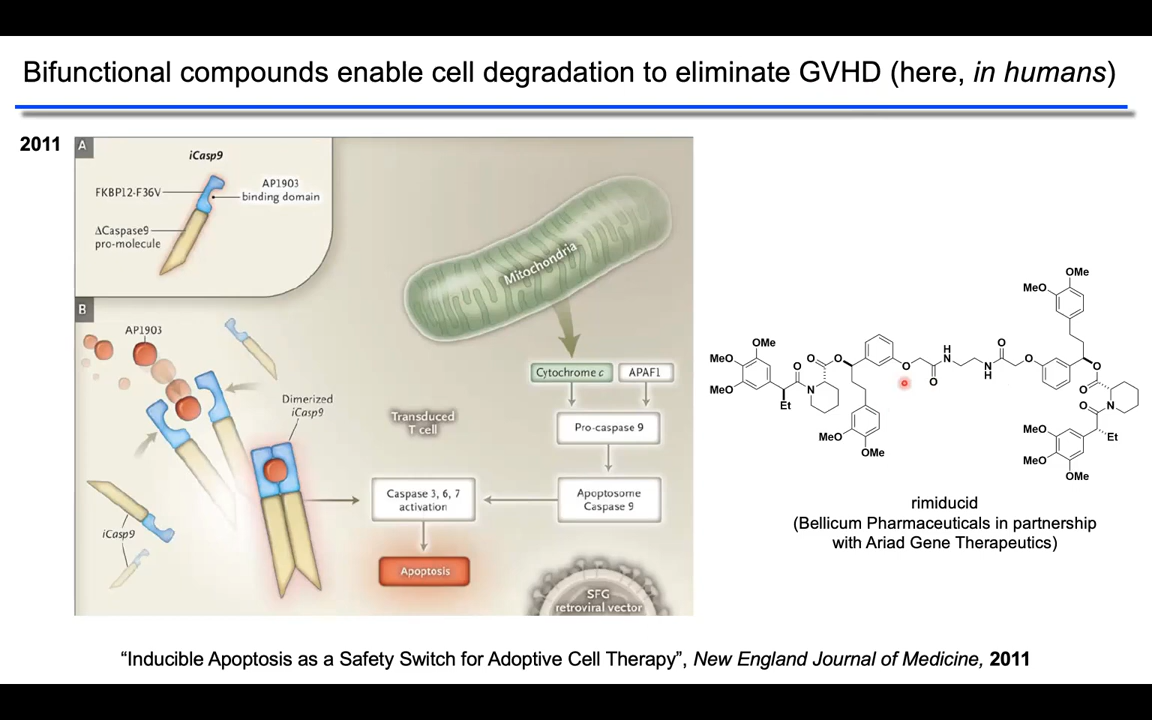 Bifunctional compounds enable cell degradation to eliminate GVHD (here, in humans)
2011
A
iCasp9
FKBP12-F36V
AP1903
binding domain
ΔCaspase9
pro-molecule
Mitochondria
B
AP1903
Dimerized
iCasp9
Transduced
T cell
iCasp9
Cytochrome c
APAF1
Pro-caspase 9
Apoptosome
Caspase 9
Caspase 3, 6, 7
activation
Apoptosis
SFG
retroviral vector
OMe
MeO
MeO
O
N
O
Et
O
O
MeO
OMe
O
O
H
N
N
H
O
O
OMe
MeO
O
O
N
O
Et
MeO
MeO
OMe
rimiducid
(Bellicum Pharmaceuticals in partnership
with Ariad Gene Therapeutics)
“Inducible Apoptosis as a Safety Switch for Adoptive Cell Therapy”, New England Journal of Medicine, 2011